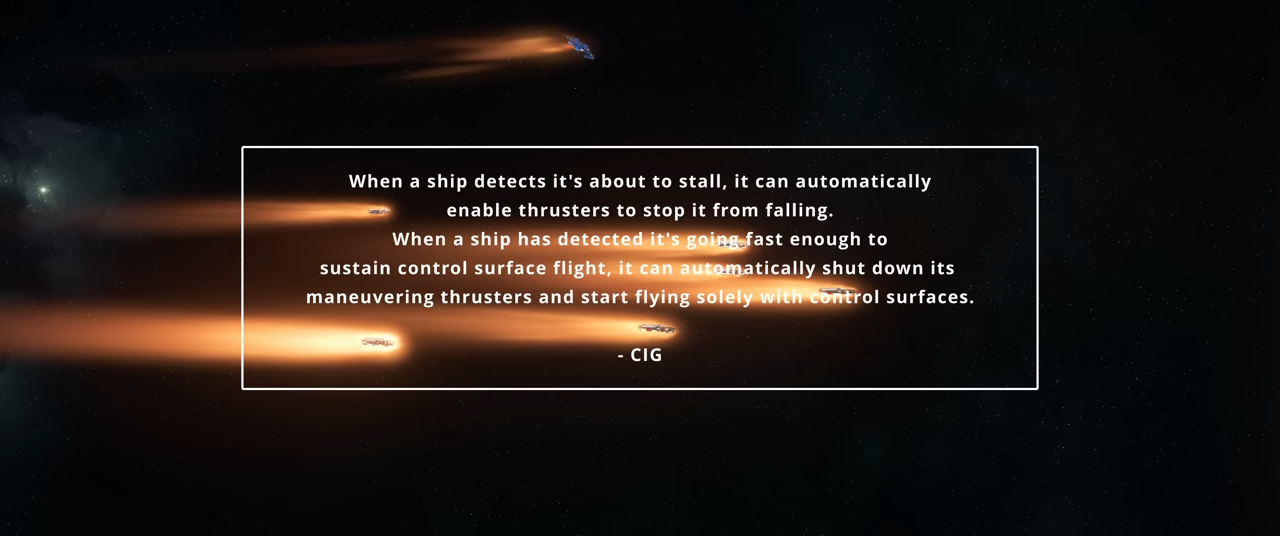 When a ship detects it's about to stall, it can automatically
enable thrusters to stop it from falling.
When a ship has detected it's going fast enough to
sustain control surface flight, it can automatically shut down its
maneuvering thrusters and start flying solely with control surfaces.
- CIG